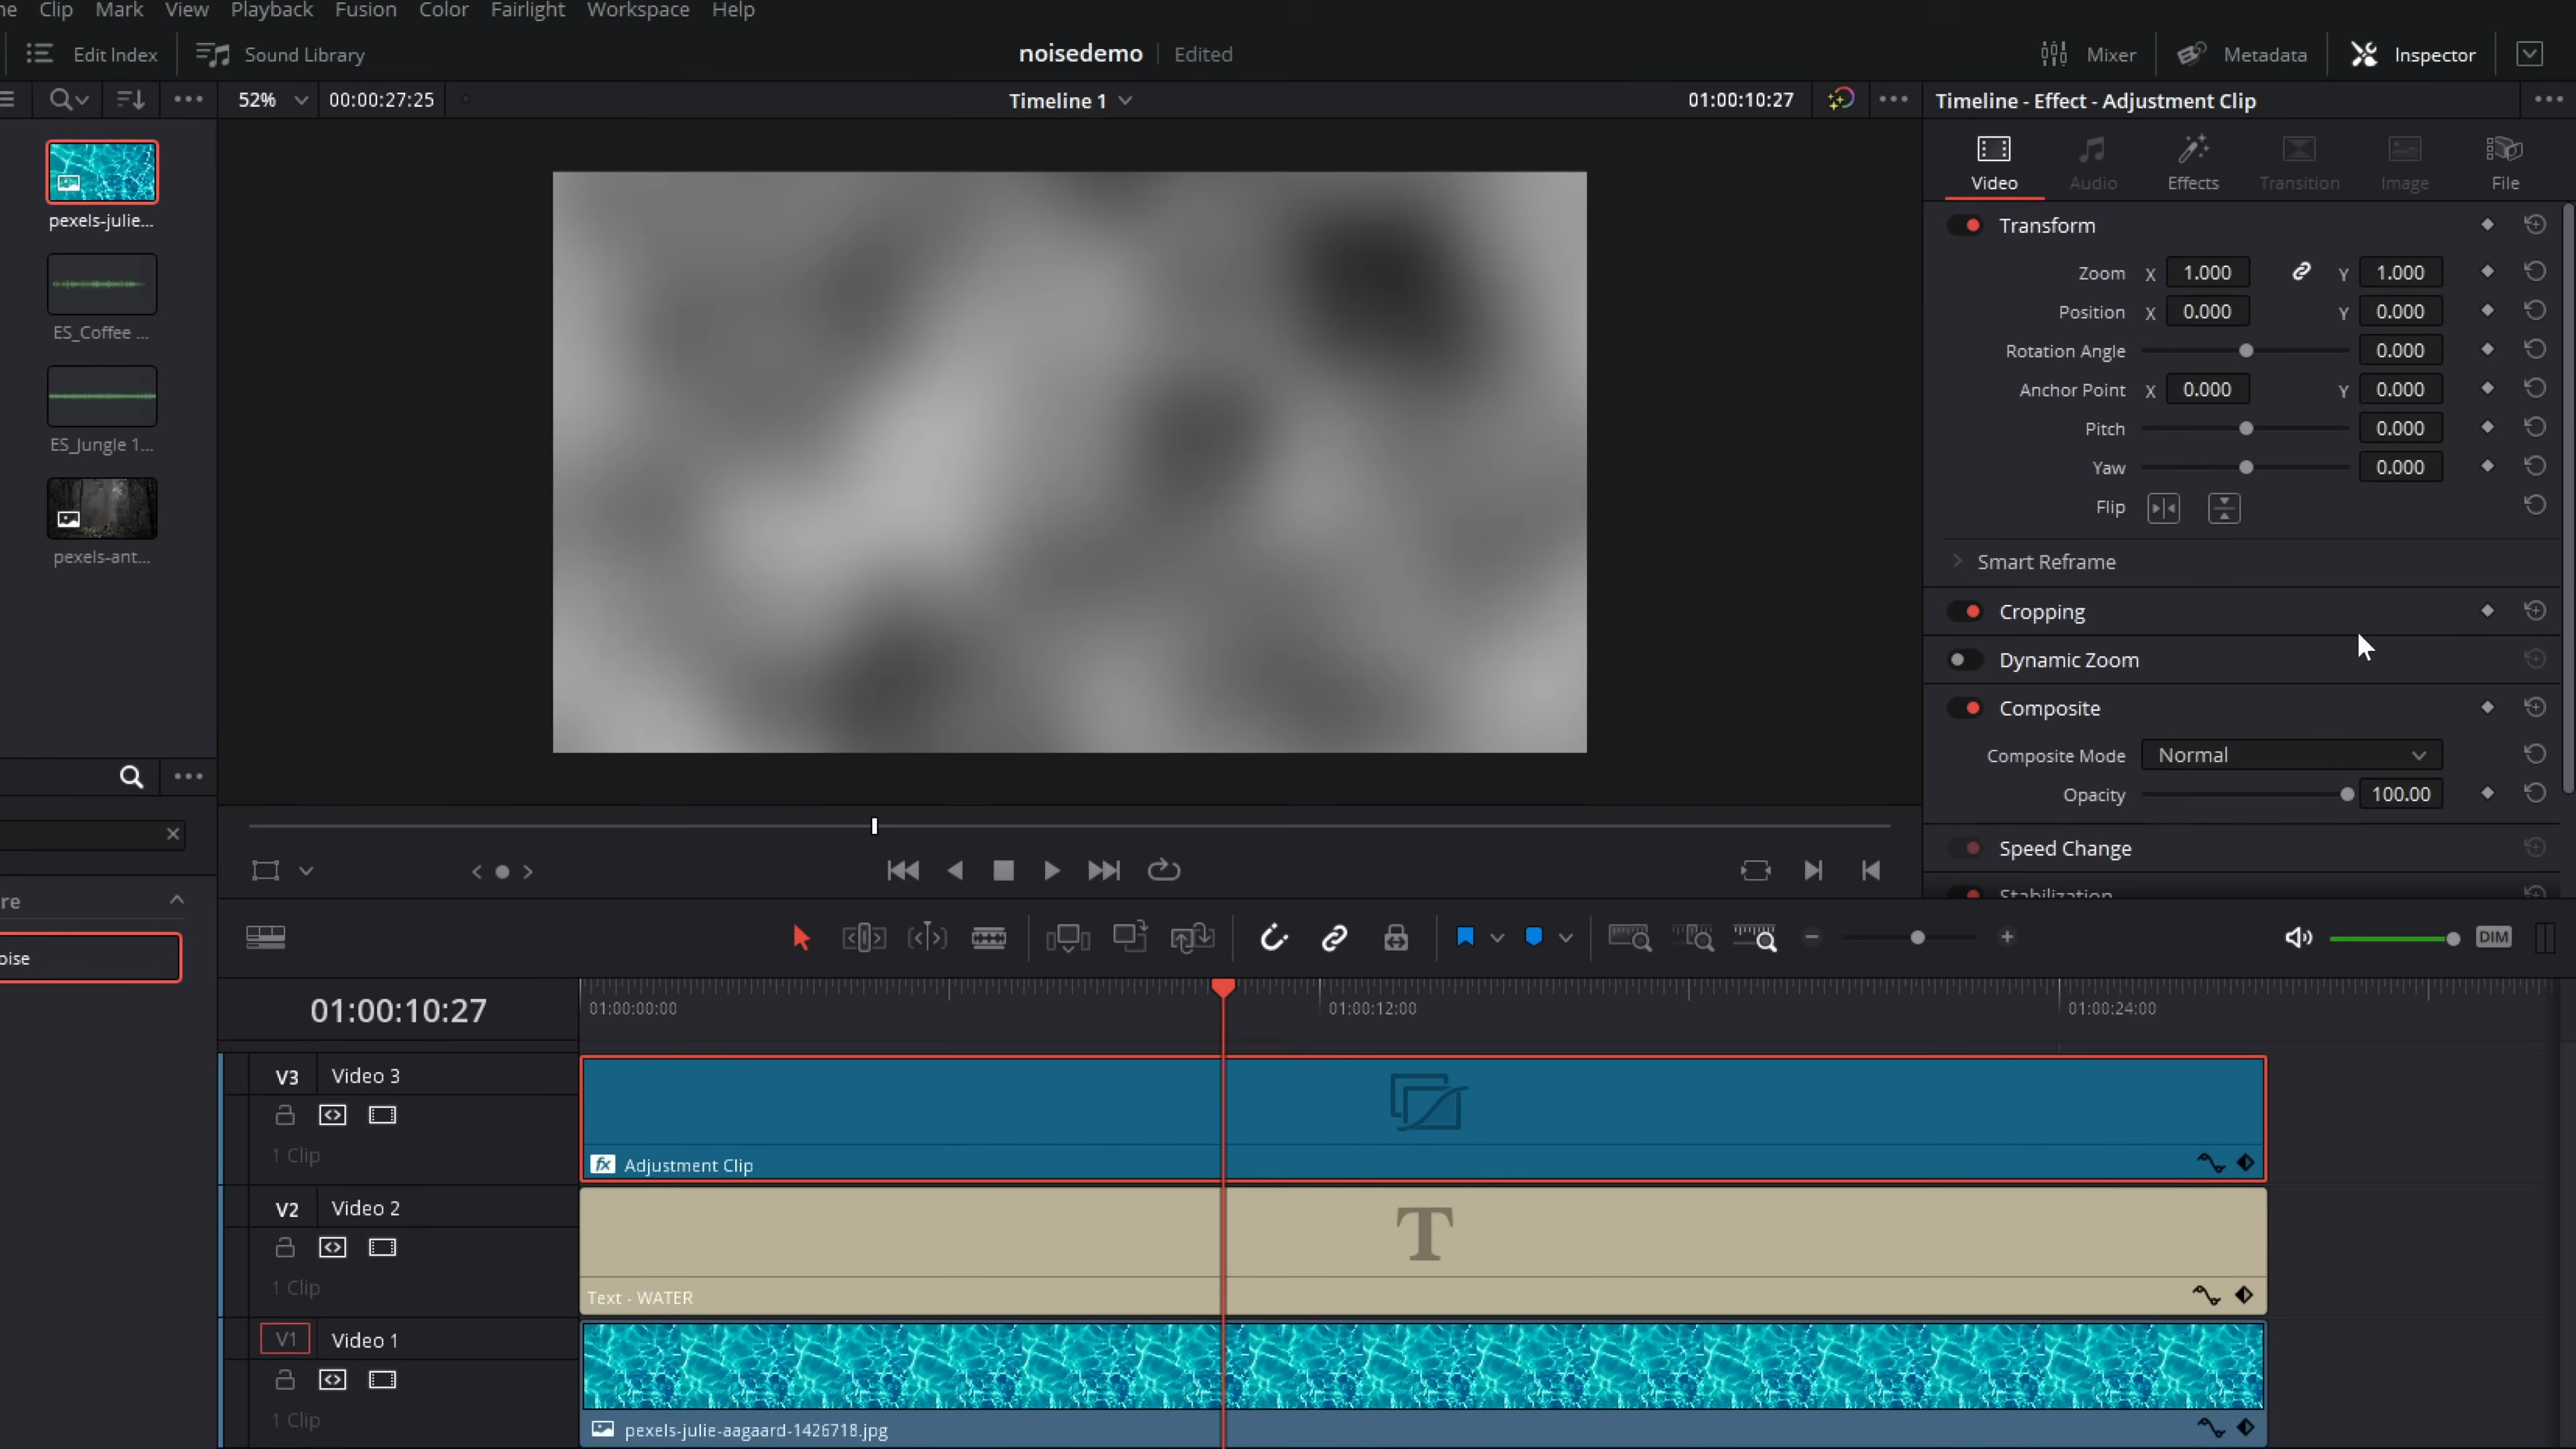 Clip Mark View Playback Fusion Color Fairlight Workspace Help
Edit Index Sound Library noisedemo Edited Mixer Metadata Inspector
52% 00:00:27:25 Timeline 1 01:00:10:27 Timeline - Effect - Adjustment Clip
Video Audio Effects Transition Image File
pexels-julie...
ES_Coffee ...
ES_Jungle 1...
pexels-ant...
Transform
Zoom X 1.000 Y 1.000
Position X 0.000 Y 0.000
Rotation Angle 0.000
Anchor Point X 0.000 Y 0.000
Pitch 0.000
Yaw 0.000
Flip
Smart Reframe
Cropping
Dynamic Zoom
Composite
Composite Mode Normal
Opacity 100.00
Speed Change
Stabilization
re
oise
DIM
01:00:10:27 01:00:00:00 01:00:12:00 01:00:24:00
V3 Video 3
1 Clip
fx Adjustment Clip
V2 Video 2
1 Clip
T
Text - WATER
V1 Video 1
1 Clip
pexels-julie-aagaard-1426718.jpg